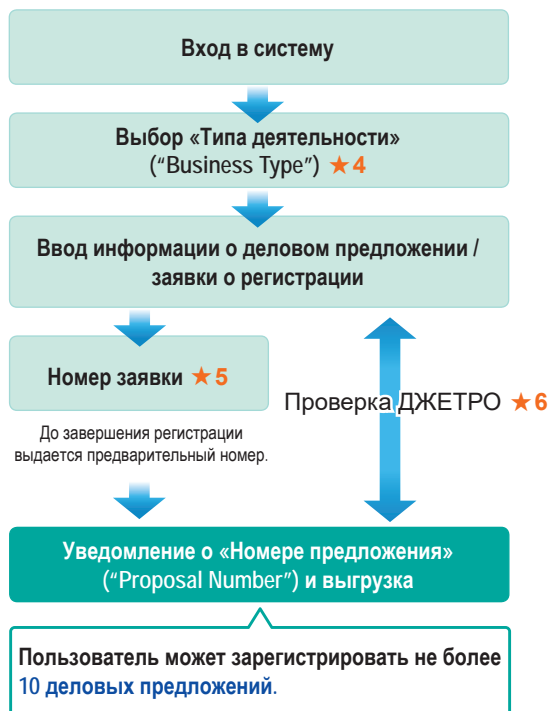 Вход в систему
Выбор «Типа деятельности»
(“Business Type”) ★4
Ввод информации о деловом предложении /
заявки о регистрации
Номер заявки ★5
Проверка ДЖЕТРО ★6
До завершения регистрации
выдается предварительный номер.
Уведомление о «Номере предложения»
(“Proposal Number”) и выгрузка
Пользователь может зарегистрировать не более
10 деловых предложений.